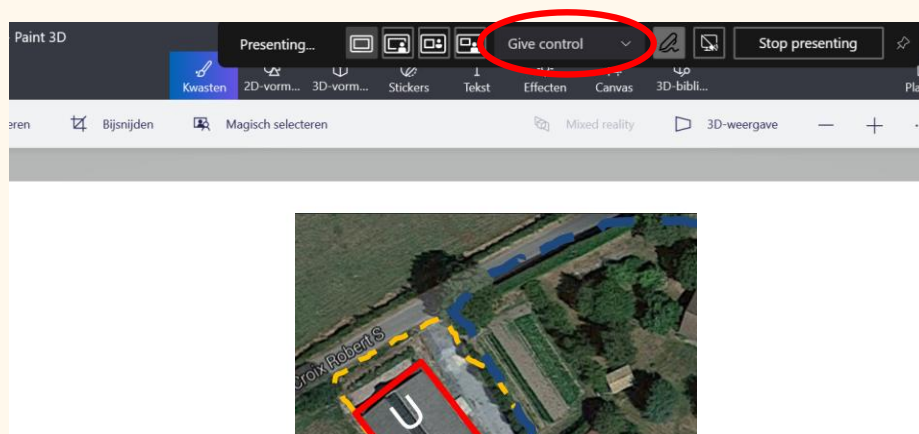 Paint 3D
Presenting...
Give control
Stop presenting
Kwasten
2D-vorm...
3D-vorm...
Stickers
Tekst
Effecten
Canvas
3D-bibli...
Pla
eren
Bijsnijden
Magisch selecteren
Mixed reality
3D-weergave
Croix Robert S
U